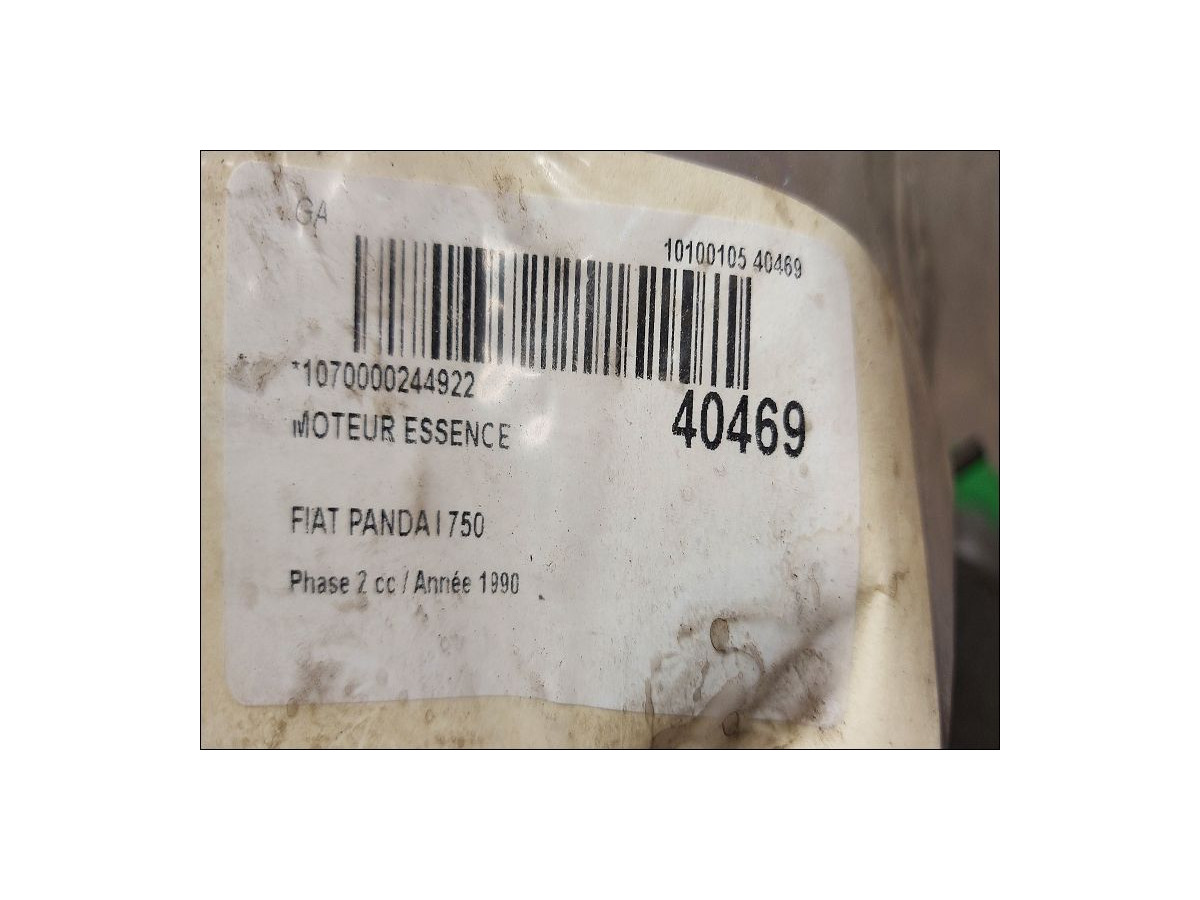 GA
10100105 40469
*1070000244922
40469
MOTEUR ESSENCE
FIAT PANDA I 750
Phase 2 cc / Année 1990